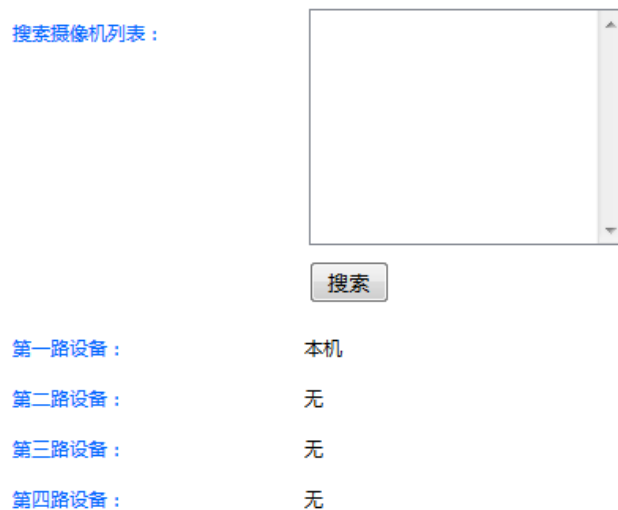 搜索摄像机列表：
搜索
第一路设备： 本机
第二路设备： 无
第三路设备： 无
第四路设备： 无